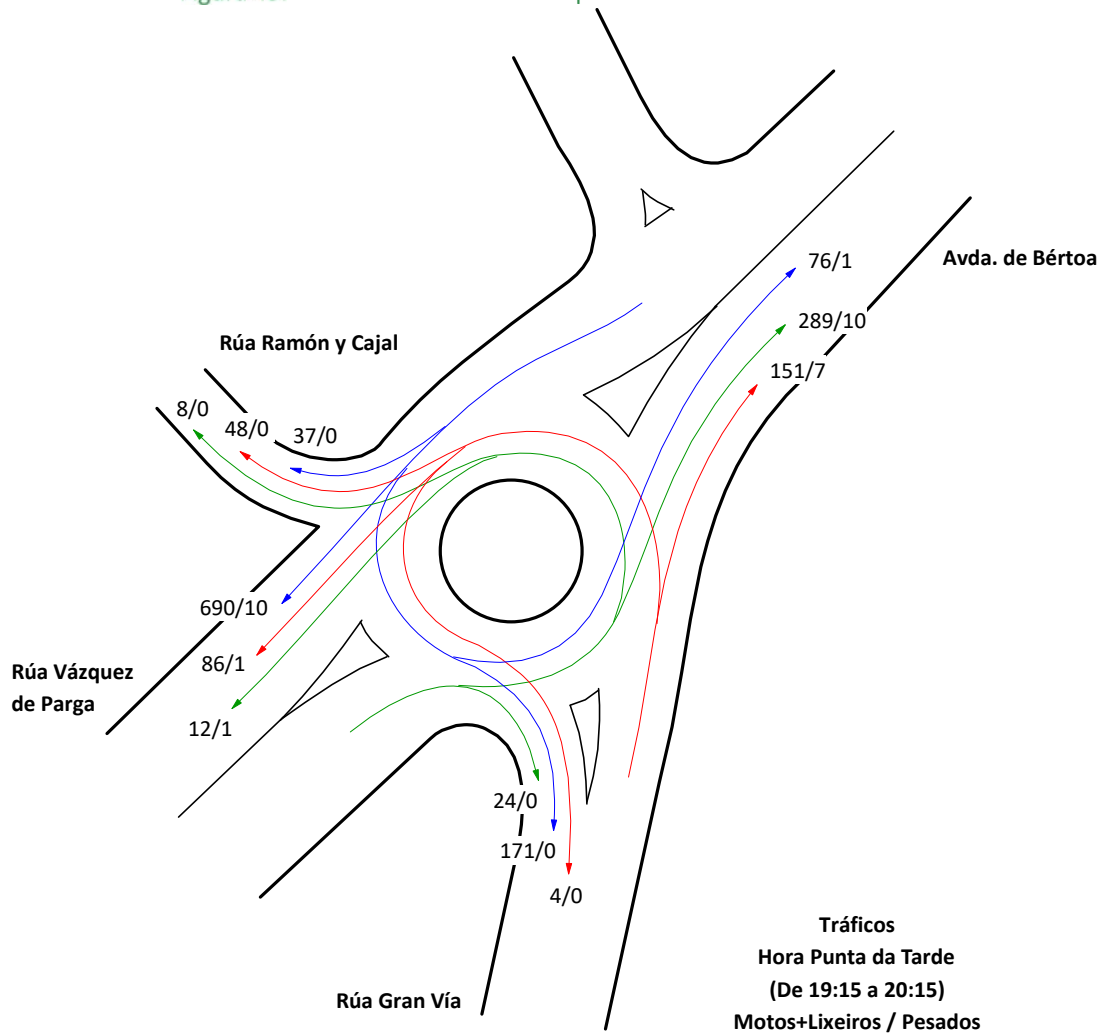 76/1
Avda. de Bértoa
289/10
Rúa Ramón y Cajal
151/7
8/0
48/0
37/0
690/10
86/1
Rúa Vázquez
de Parga
12/1
24/0
171/0
4/0
Tráficos
Hora Punta da Tarde
(De 19:15 a 20:15)
Rúa Gran Vía
Motos+Lixeiros / Pesados